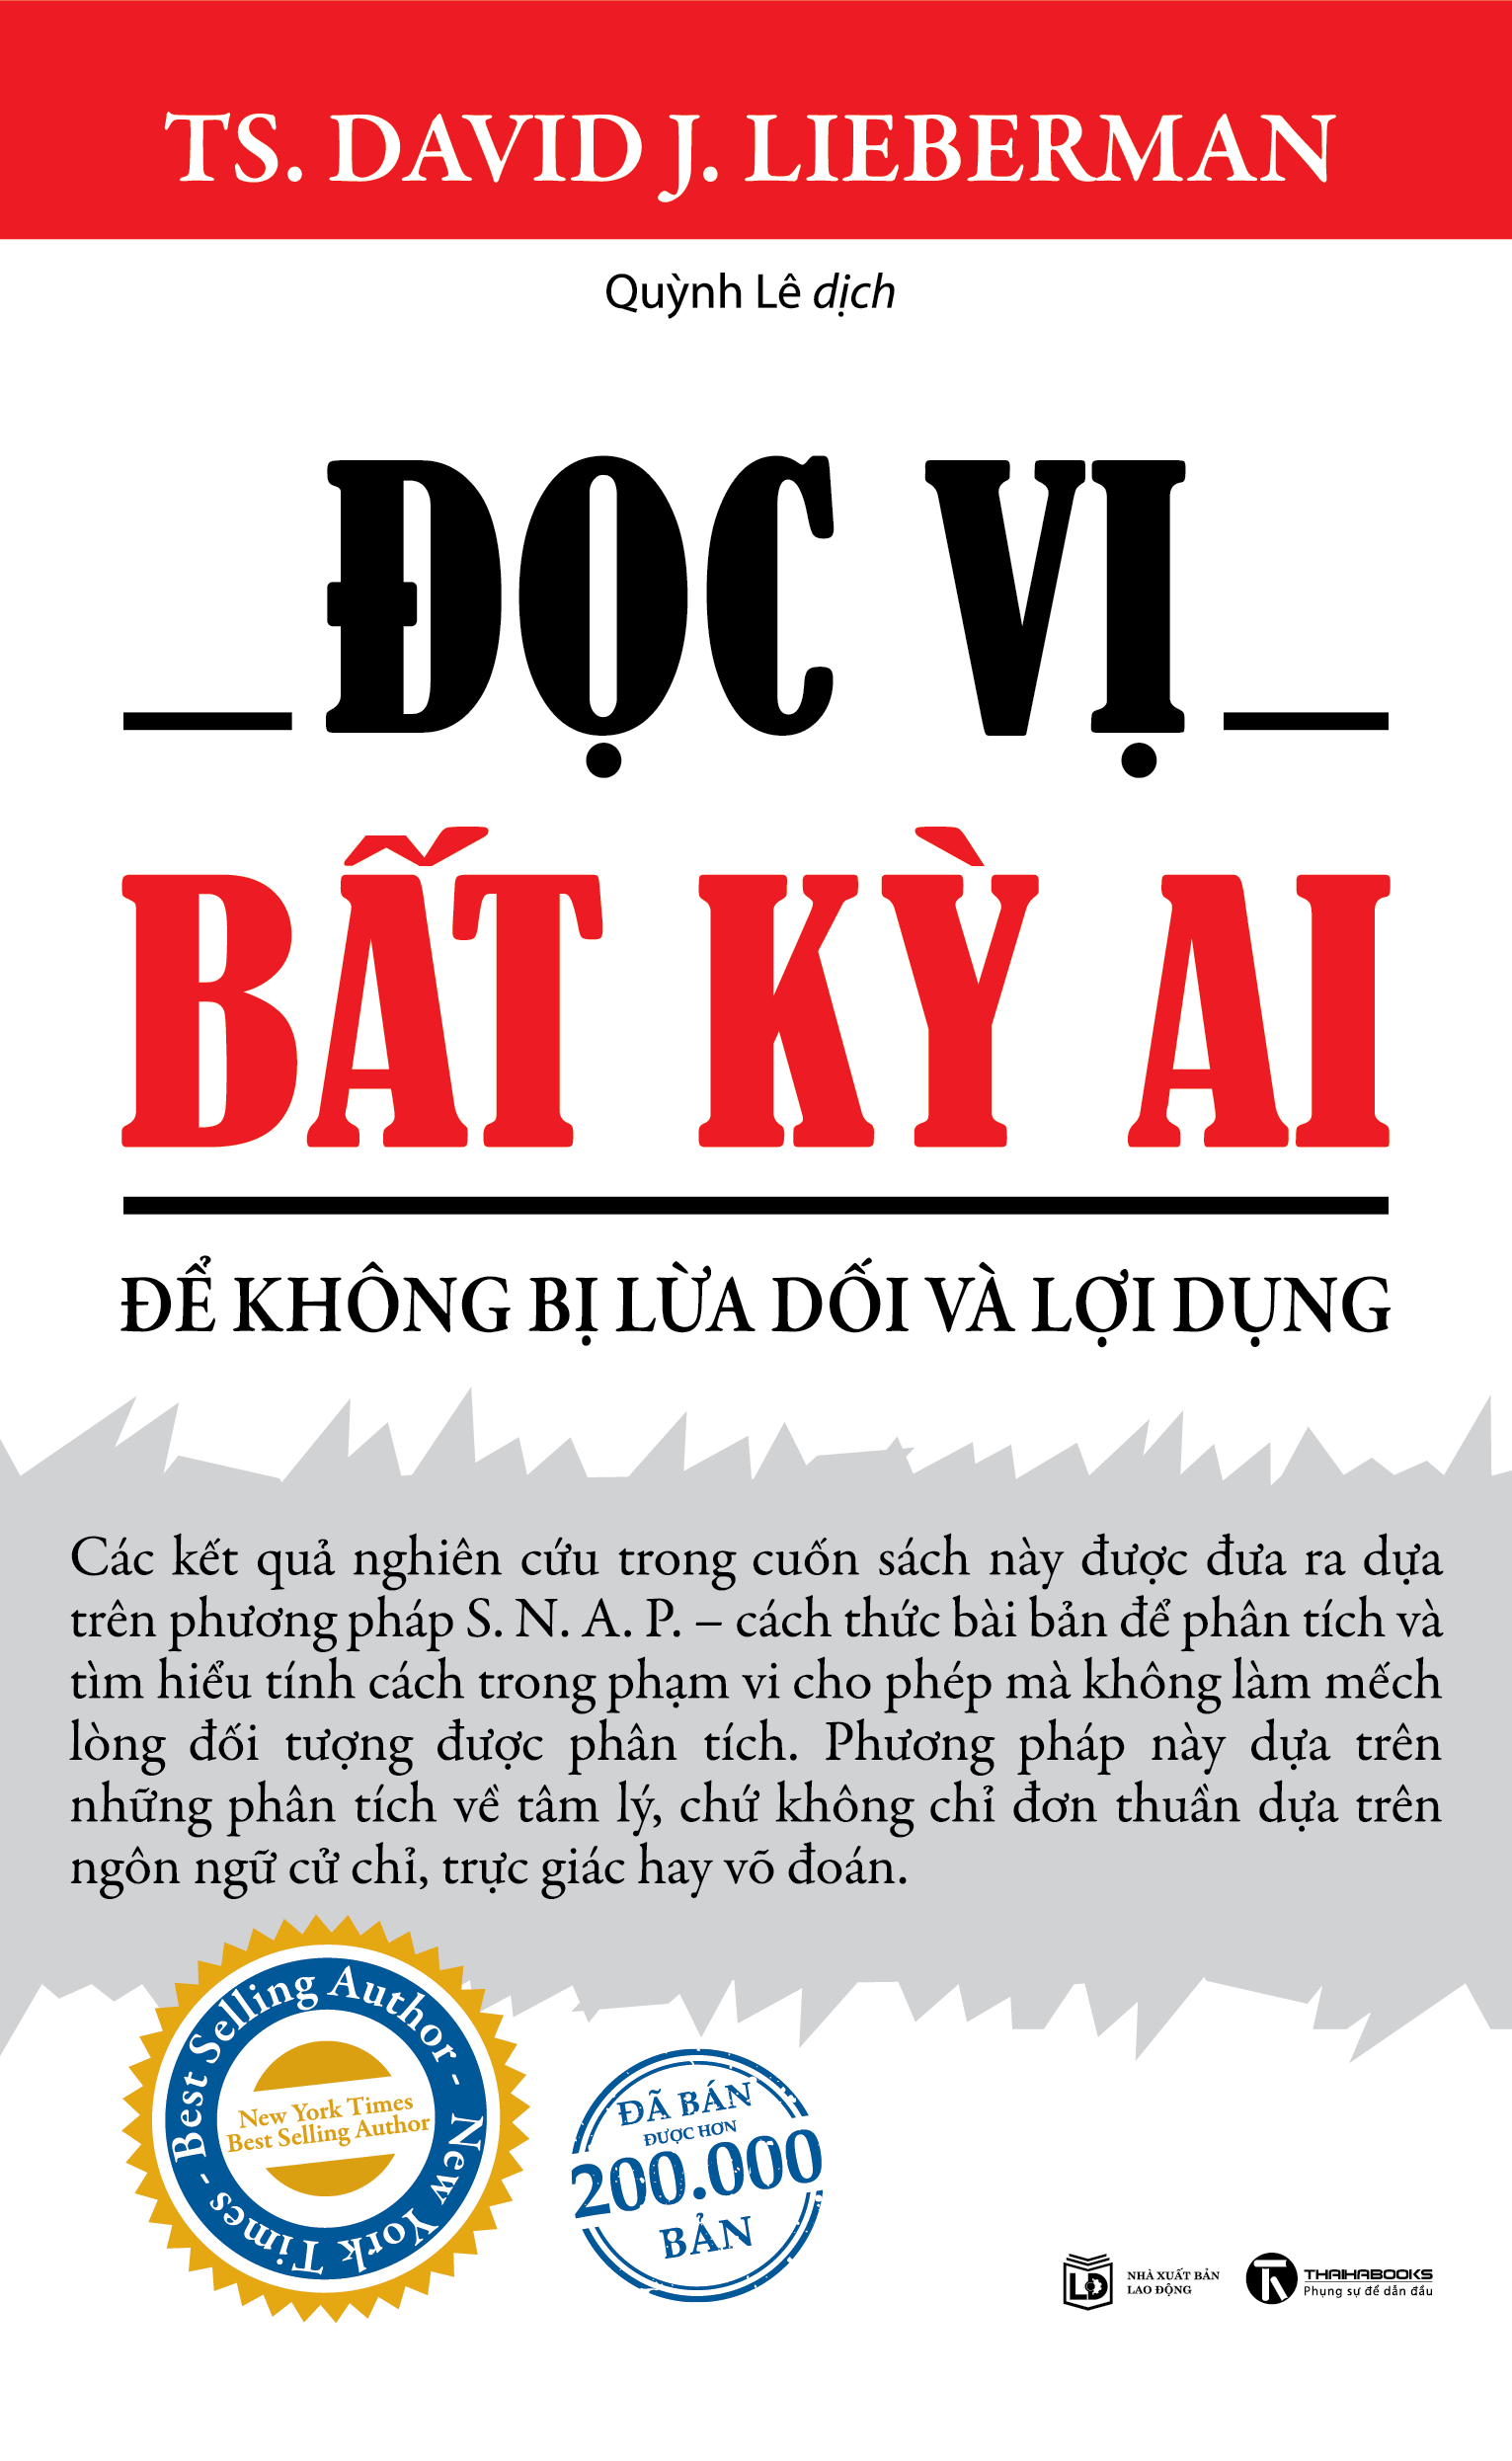 TS. DAVID J. LIEBERMAN
Quỳnh Lê dịch
ĐỌC VỊ
BẤT KỲ AI
ĐỂ KHÔNG BỊ LỪA DỐI VÀ LỢI DỤNG
Các kết quả nghiên cứu trong cuốn sách này được đưa ra dựa
trên phương pháp S. N. A. P. – cách thức bài bản để phân tích và
tìm hiểu tính cách trong phạm vi cho phép mà không làm mếch
lòng đối tượng được phân tích. Phương pháp này dựa trên
những phân tích về tâm lý, chứ không chỉ đơn thuần dựa trên
ngôn ngữ cử chỉ, trực giác hay võ đoán.
Best Selling Author - New York Times -
New York Times
Best Selling Author
ĐÃ BÁN
ĐƯỢC HƠN
200.000
BẢN
LĐ
NHÀ XUẤT BẢN
LAO ĐỘNG
THAIHABOOKS
Phụng sự để dẫn đầu